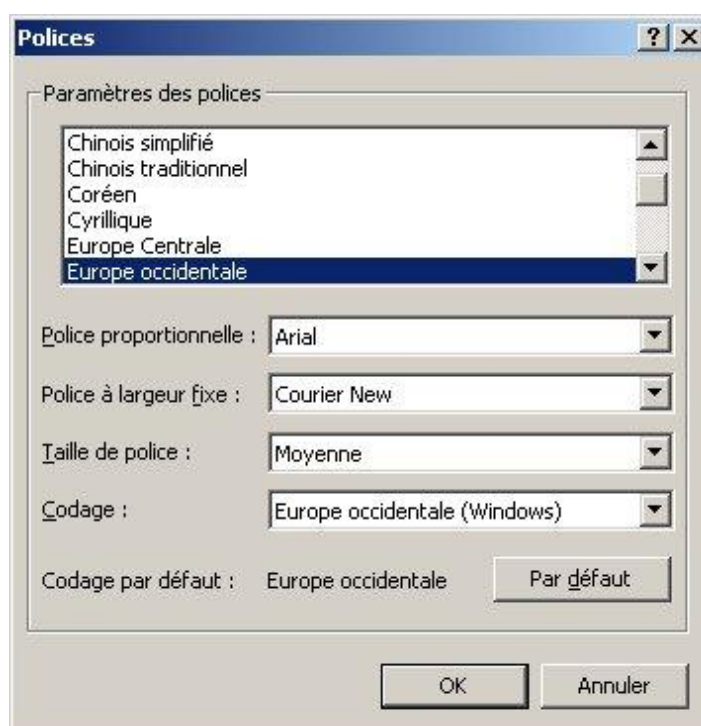 Polices
Paramètres des polices
Chinois simplifié
Chinois traditionnel
Coréen
Cyrillique
Europe Centrale
Europe occidentale
Police proportionnelle : Arial
Police à largeur fixe : Courier New
Taille de police : Moyenne
Codage : Europe occidentale (Windows)
Codage par défaut : Europe occidentale Par défaut
OK Annuler